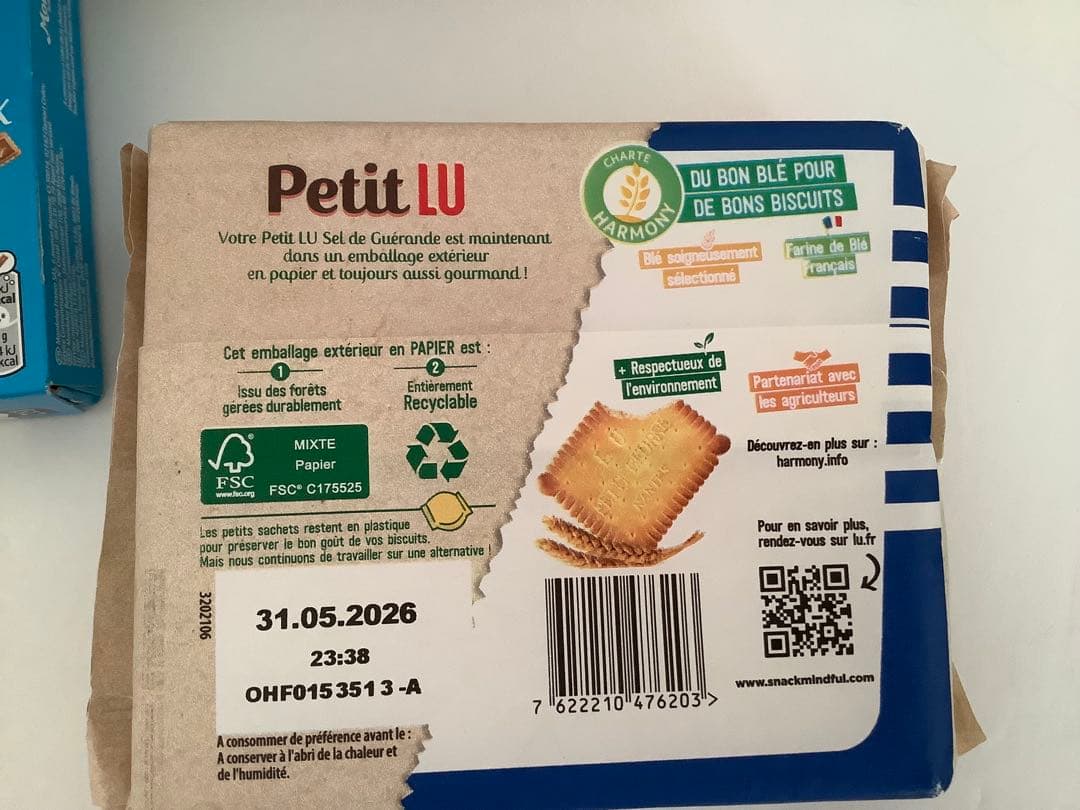 Petit LU
Votre Petit LU Sel de Guérande est maintenant
dans un emballage extérieur
en papier et toujours aussi gourmand !
CHARTE
HARMONY
DU BON BLÉ POUR
DE BONS BISCUITS
Blé soigneusement
sélectionné
Farine de Blé
Français
Cet emballage extérieur en PAPIER est :
1
Issu des forêts
gérées durablement
2
Entièrement
Recyclable
+ Respectueux de
l'environnement
Partenariat avec
les agriculteurs
FSC
www.fsc.org
MIXTE
Papier
FSC® C175525
Découvrez-en plus sur :
harmony.info
Les petits sachets restent en plastique
pour préserver le bon goût de vos biscuits.
Mais nous continuons de travailler sur une alternative !
Pour en savoir plus,
rendez-vous sur lu.fr
3202106
31.05.2026
23:38
OHF0153513-A
7 622210 476203 >
www.snackmindful.com
A consommer de préférence avant le :
A conserver à l'abri de la chaleur et
de l'humidité.